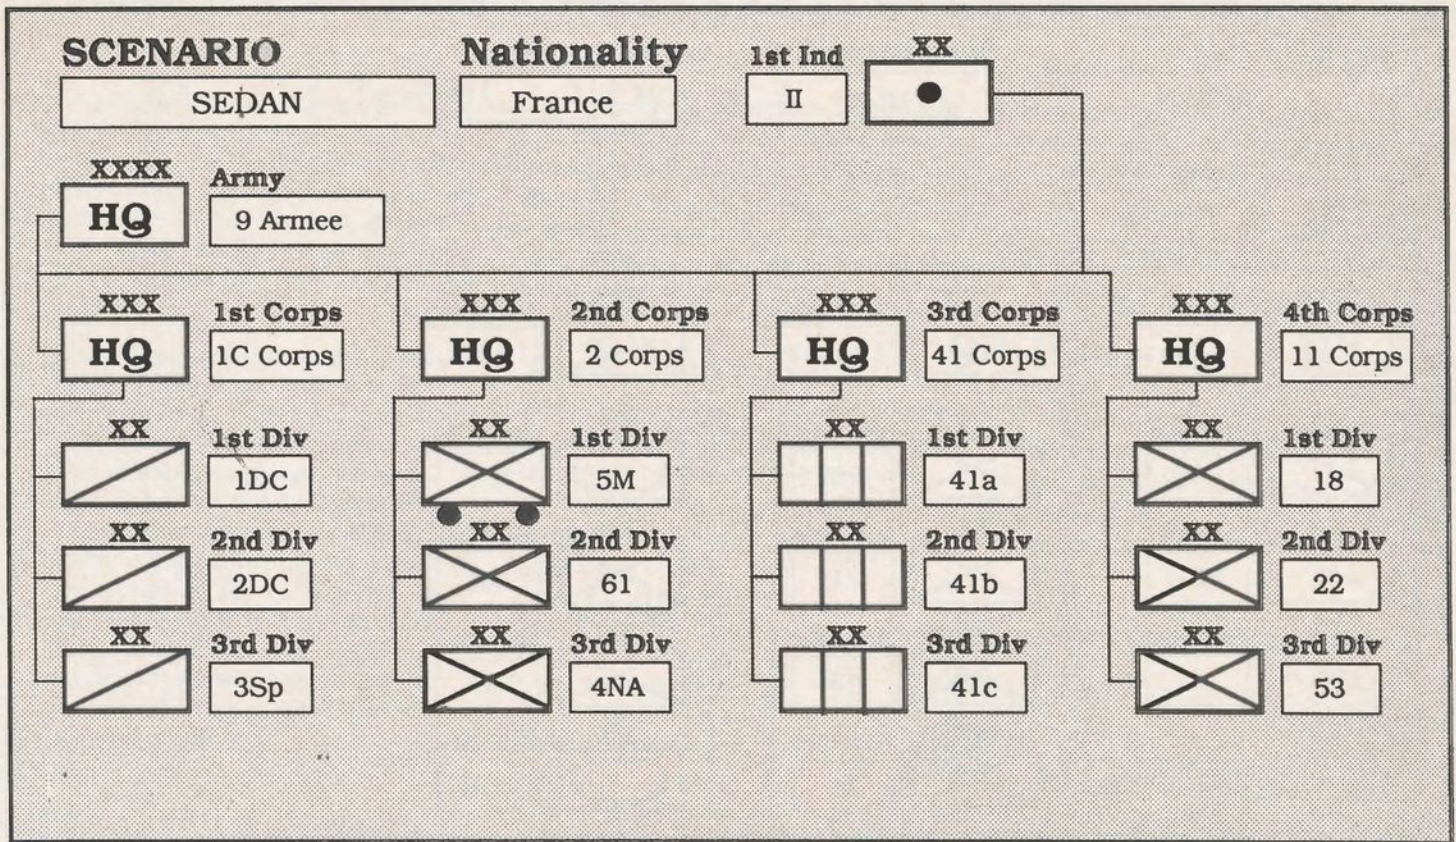 SCENARIO Nationality 1st Ind XX
SEDAN France II
XXXX Army
HQ 9 Armee
XXX 1st Corps XXX 2nd Corps XXX 3rd Corps XXX 4th Corps
HQ 1C Corps HQ 2 Corps HQ 41 Corps HQ 11 Corps
XX 1st Div XX 1st Div XX 1st Div XX 1st Div
1DC 5M 41a 18
XX 2nd Div XX 2nd Div XX 2nd Div XX 2nd Div
2DC 61 41b 22
XX 3rd Div XX 3rd Div XX 3rd Div XX 3rd Div
3Sp 4NA 41c 53